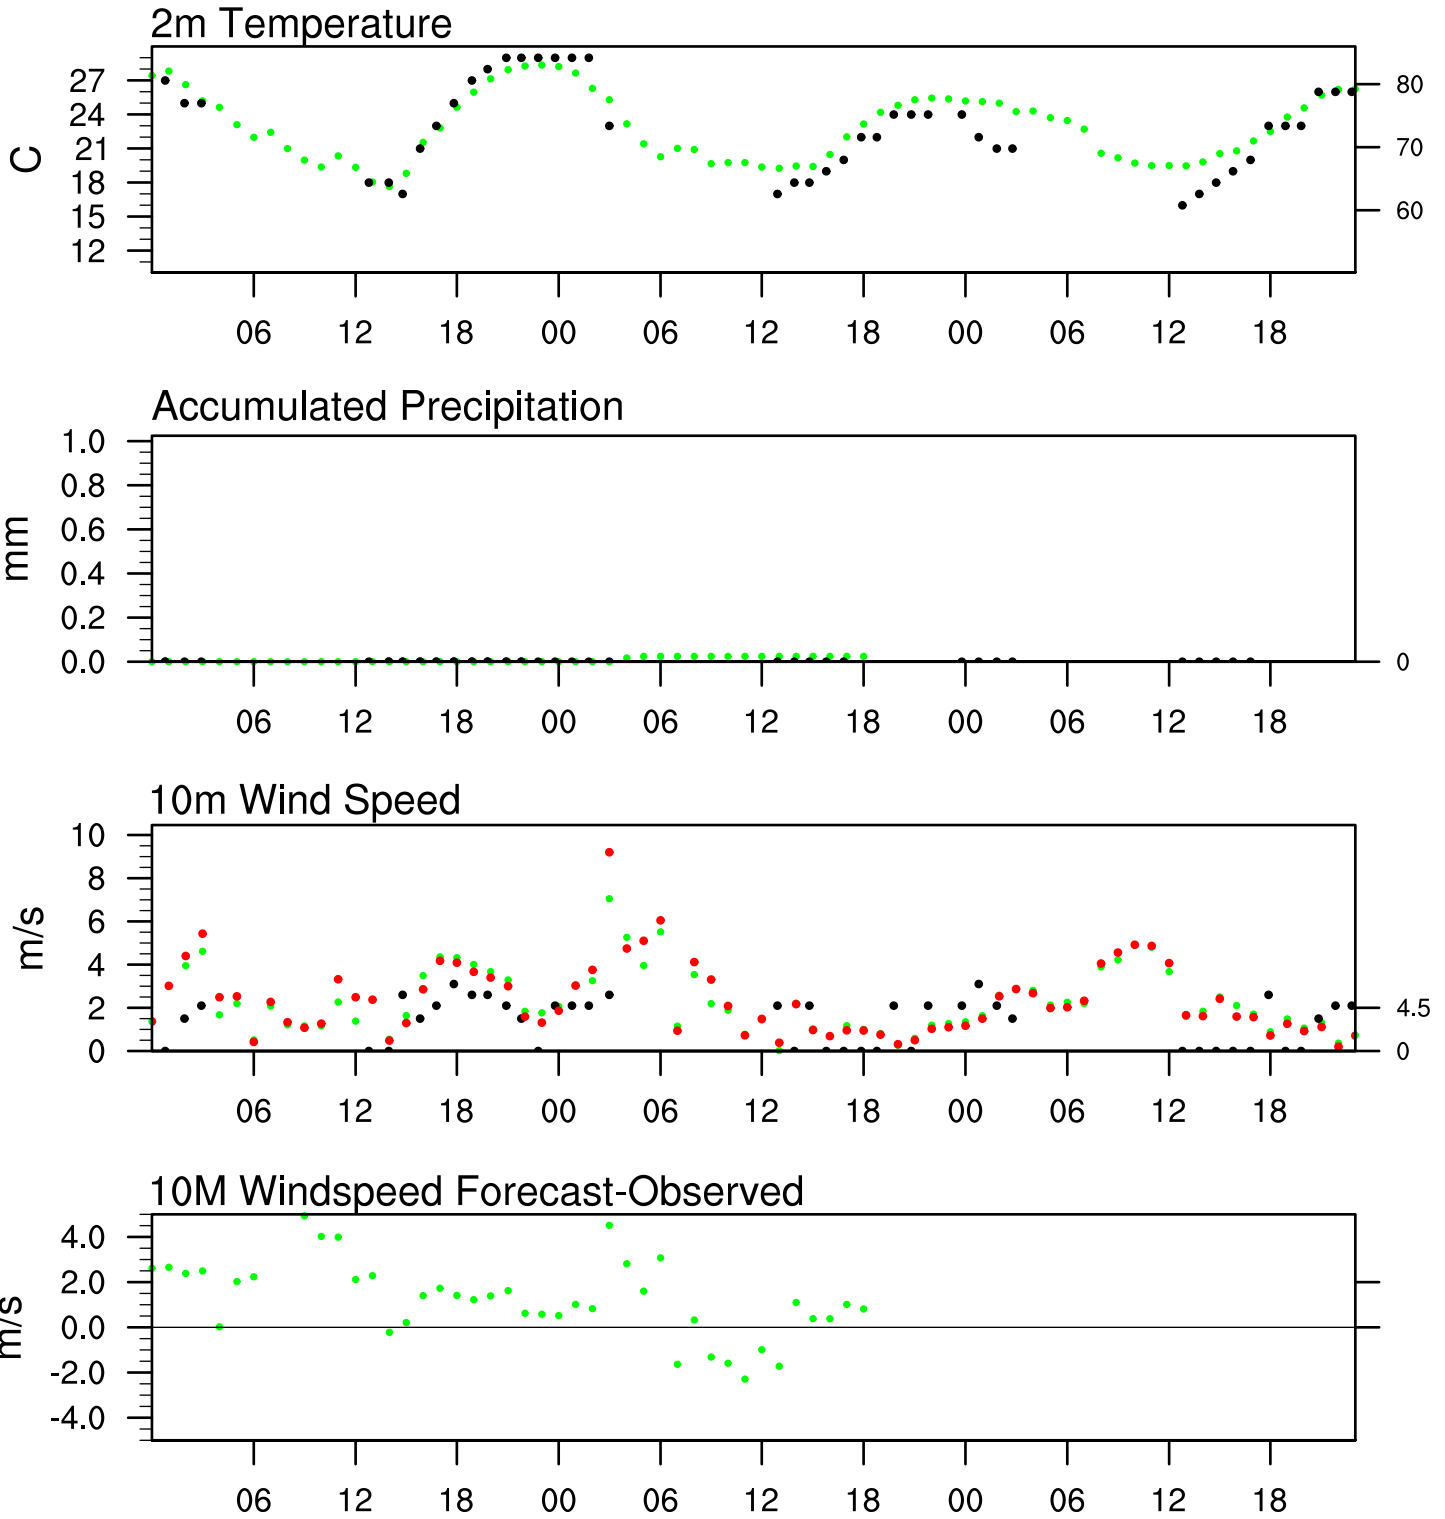 2m Temperature
C
27
24
21
18
15
12
80
70
60
06 12 18 00 06 12 18 00 06 12 18
Accumulated Precipitation
mm
1.0
0.8
0.6
0.4
0.2
0.0
0
06 12 18 00 06 12 18 00 06 12 18
10m Wind Speed
m/s
10
8
6
4
2
0
4.5
0
06 12 18 00 06 12 18 00 06 12 18
10M Windspeed Forecast-Observed
m/s
4.0
2.0
0.0
-2.0
-4.0
06 12 18 00 06 12 18 00 06 12 18